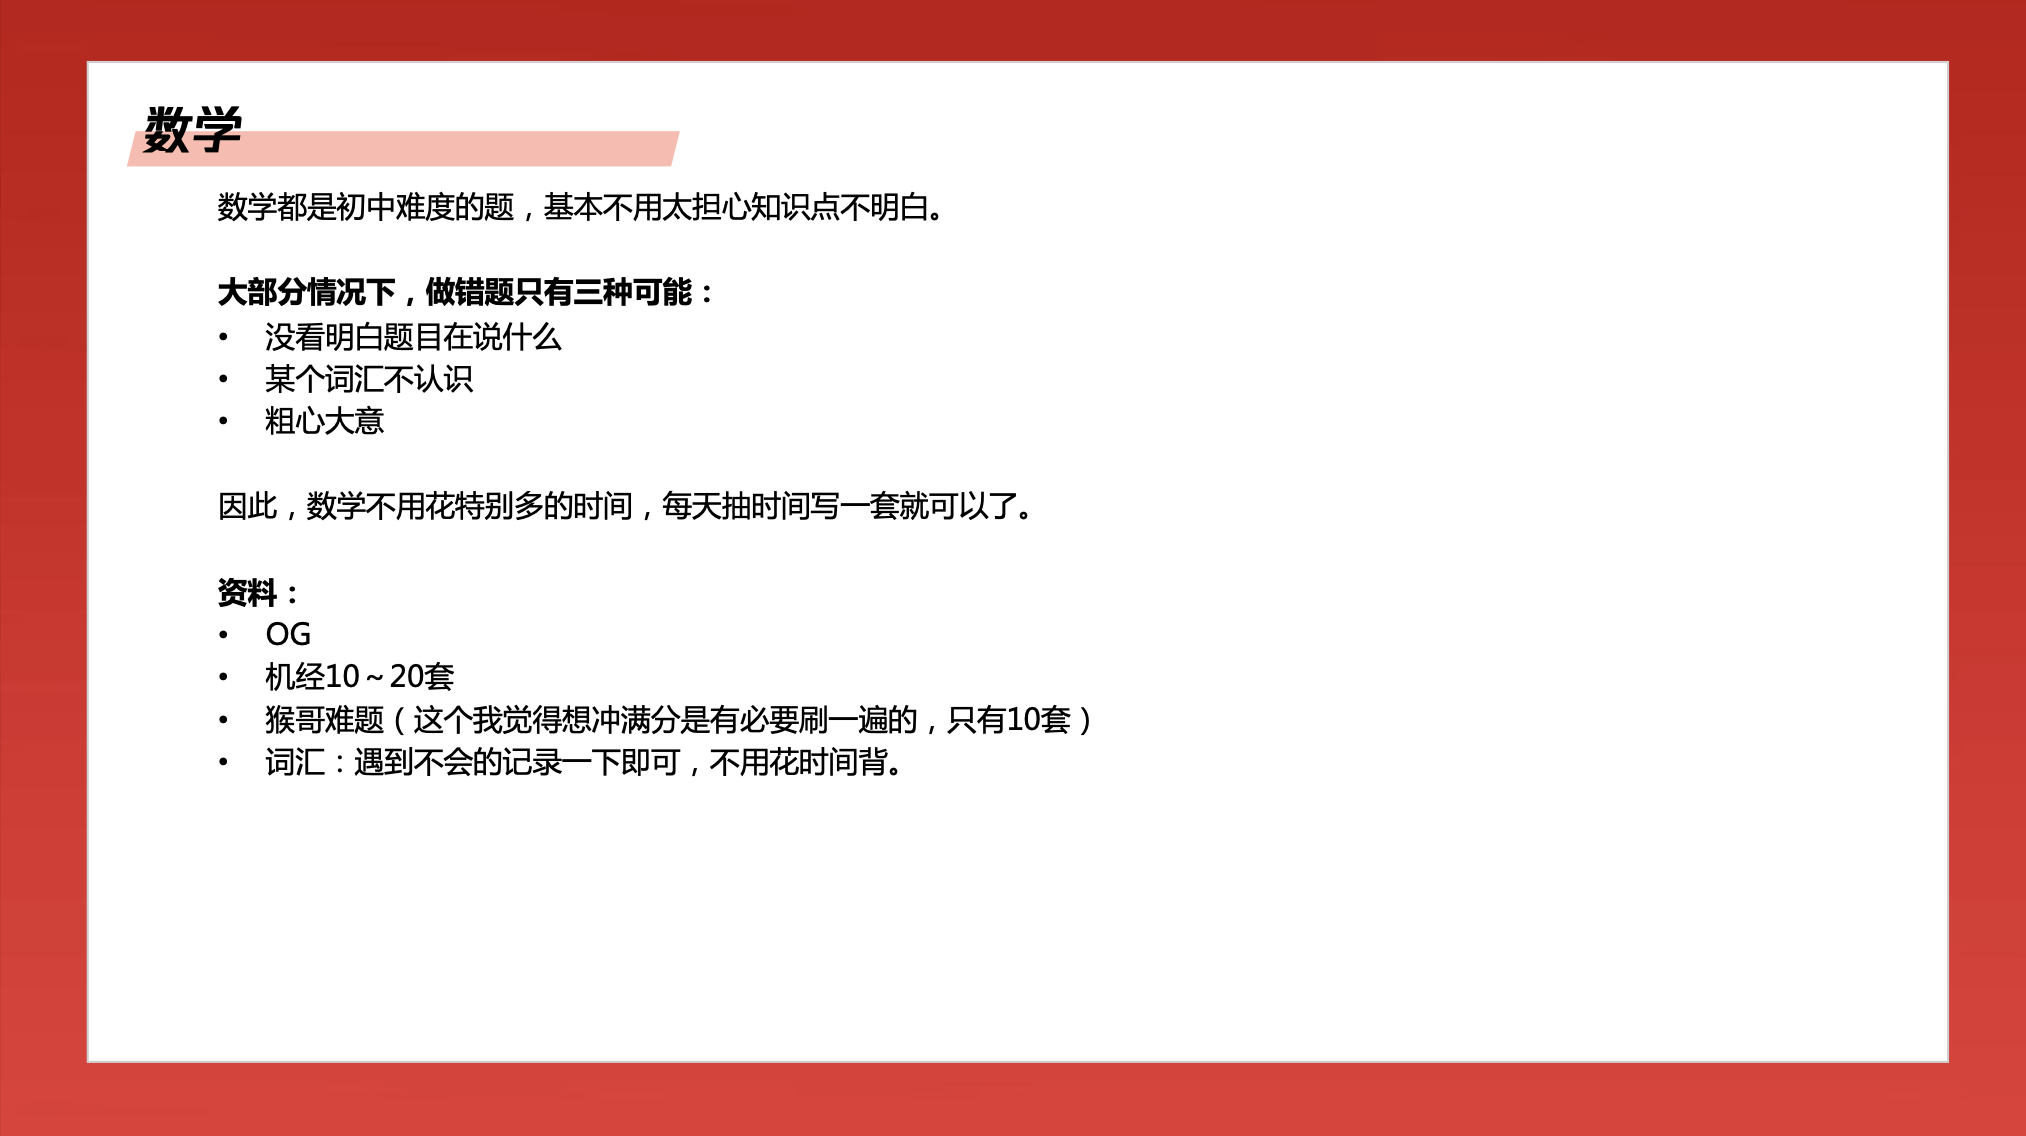 数学
数学都是初中难度的题，基本不用太担心知识点不明白。
大部分情况下，做错题只有三种可能：
• 没看明白题目在说什么
• 某个词汇不认识
• 粗心大意
因此，数学不用花特别多的时间，每天抽时间写一套就可以了。
资料：
• OG
• 机经10～20套
• 猴哥难题（这个我觉得想冲满分是有必要刷一遍的，只有10套）
• 词汇：遇到不会的记录一下即可，不用花时间背。